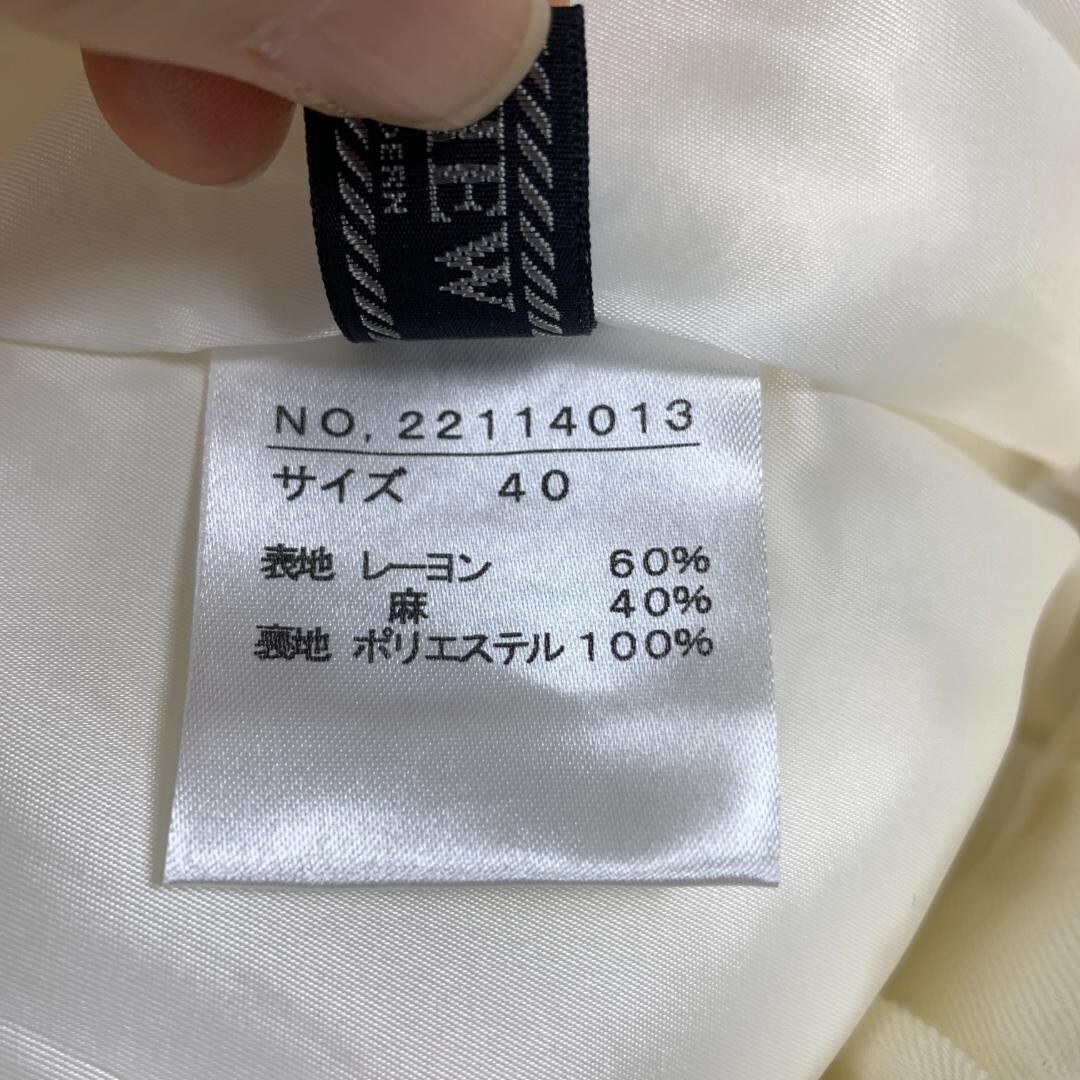 NO, 22114013
サイズ 40
表地 レーヨン 60%
麻 40%
裏地 ポリエステル 100%